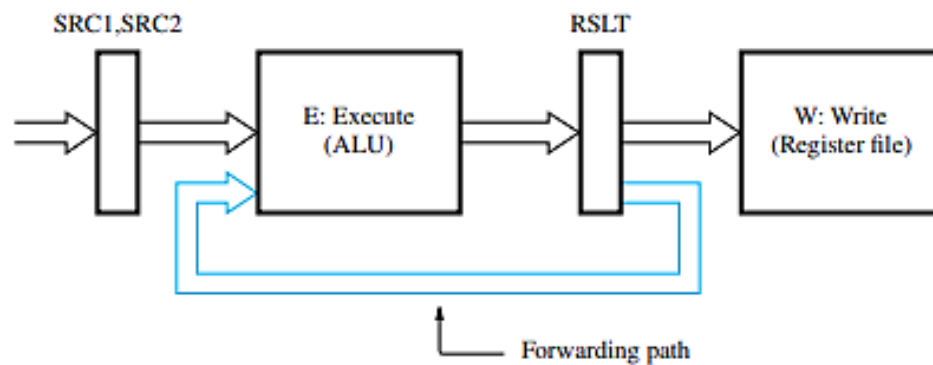 SRC1,SRC2
RSLT
E: Execute
(ALU)
W: Write
(Register file)
Forwarding path